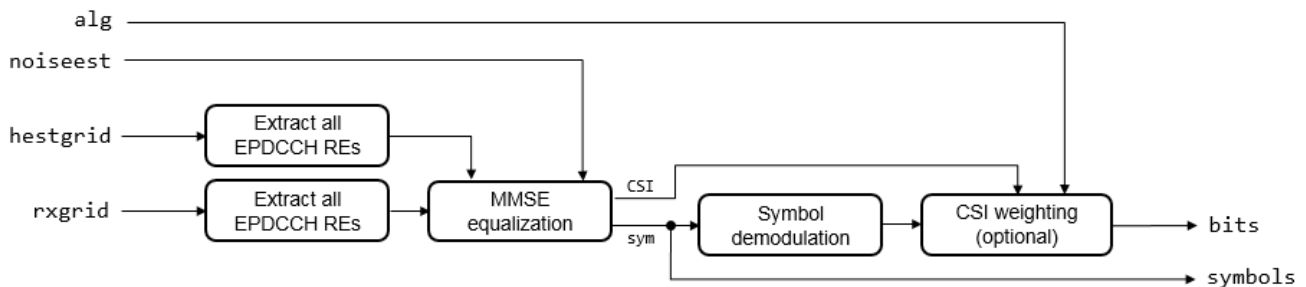 alg
noiseest
hestgrid
Extract all
EPDCCH REs
rxgrid
Extract all
EPDCCH REs
MMSE
equalization
CSI
sym
Symbol
demodulation
CSI weighting
(optional)
bits
symbols